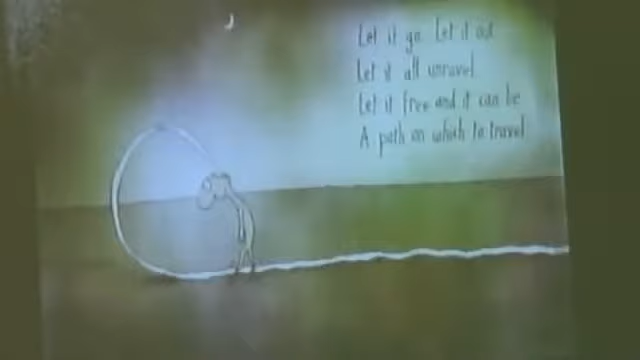 Let it go. Let it out
Let it all unravel
Let it free and it can be
A path on which to travel